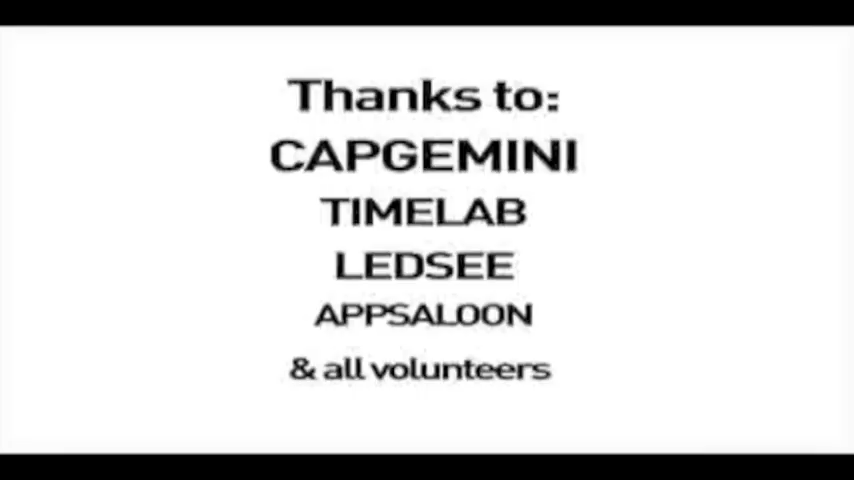 Thanks to:
CAPGEMINI
TIMELAB
LEDSEE
APPSALOON
& all volunteers